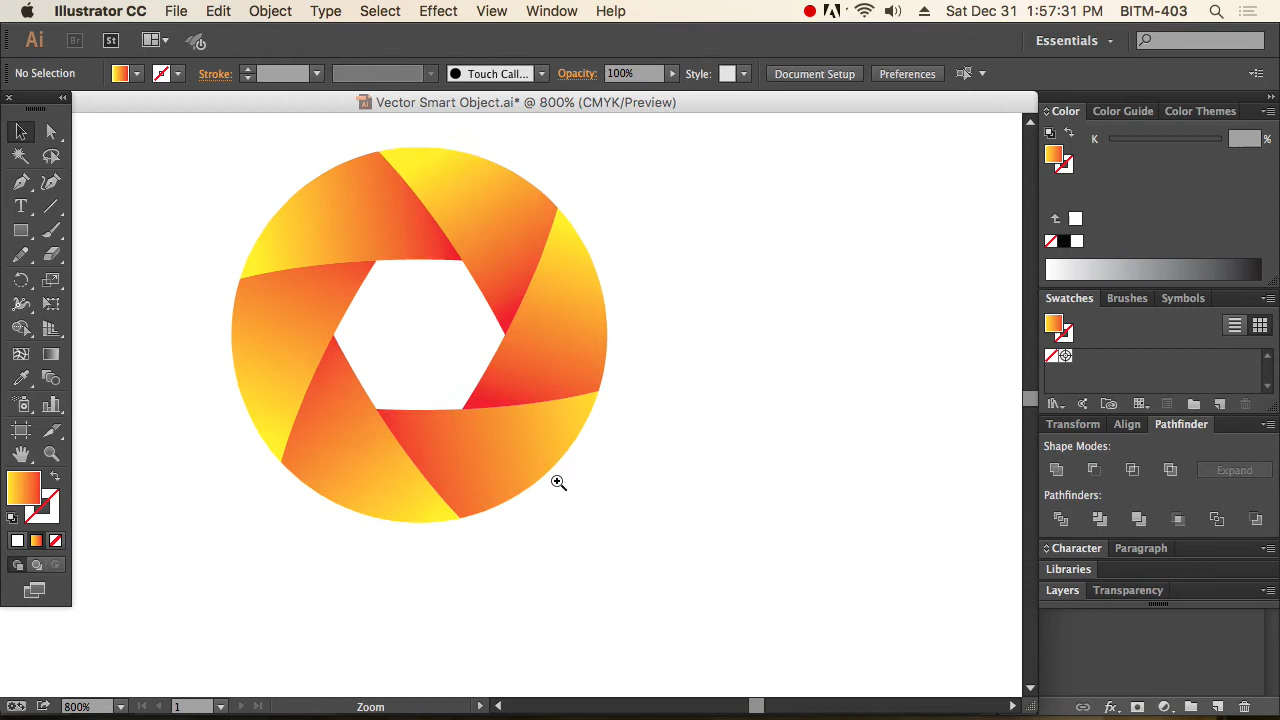 Illustrator CC File Edit Object Type Select Effect View Window Help Sat Dec 31 1:57:31 PM BITM-403
Ai Br St Essentials
No Selection Stroke: Touch Call... Opacity: 100% Style: Document Setup Preferences
Vector Smart Object.ai* @ 800% (CMYK/Preview)
Color Color Guide Color Themes
K %
Swatches Brushes Symbols
Transform Align Pathfinder
Shape Modes:
Expand
Pathfinders:
Character Paragraph
Libraries
Layers Transparency
800% 1 Zoom